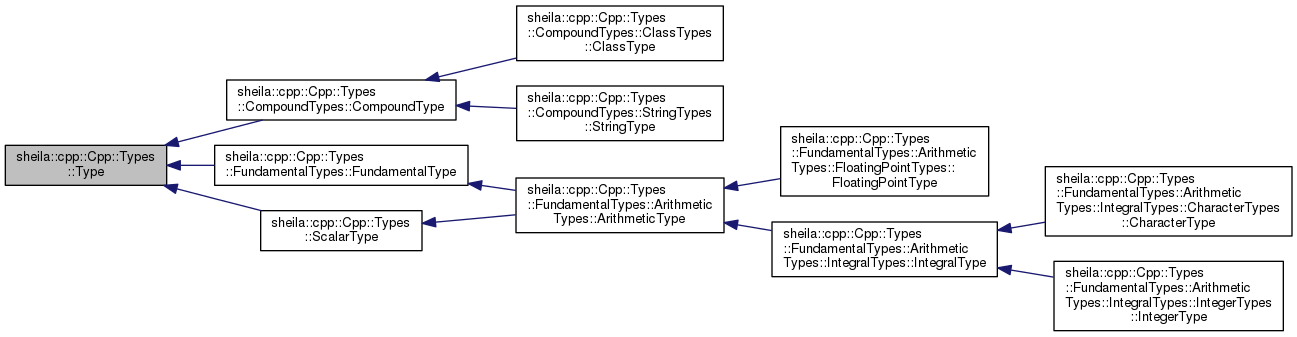 sheila::cpp::Cpp::Types
::Type
sheila::cpp::Cpp::Types
::CompoundTypes::CompoundType
sheila::cpp::Cpp::Types
::CompoundTypes::ClassTypes
::ClassType
sheila::cpp::Cpp::Types
::CompoundTypes::StringTypes
::StringType
sheila::cpp::Cpp::Types
::FundamentalTypes::FundamentalType
sheila::cpp::Cpp::Types
::ScalarType
sheila::cpp::Cpp::Types
::FundamentalTypes::Arithmetic
Types::ArithmeticType
sheila::cpp::Cpp::Types
::FundamentalTypes::Arithmetic
Types::FloatingPointTypes::
FloatingPointType
sheila::cpp::Cpp::Types
::FundamentalTypes::Arithmetic
Types::IntegralTypes::IntegralType
sheila::cpp::Cpp::Types
::FundamentalTypes::Arithmetic
Types::IntegralTypes::CharacterTypes
::CharacterType
sheila::cpp::Cpp::Types
::FundamentalTypes::Arithmetic
Types::IntegralTypes::IntegerTypes
::IntegerType